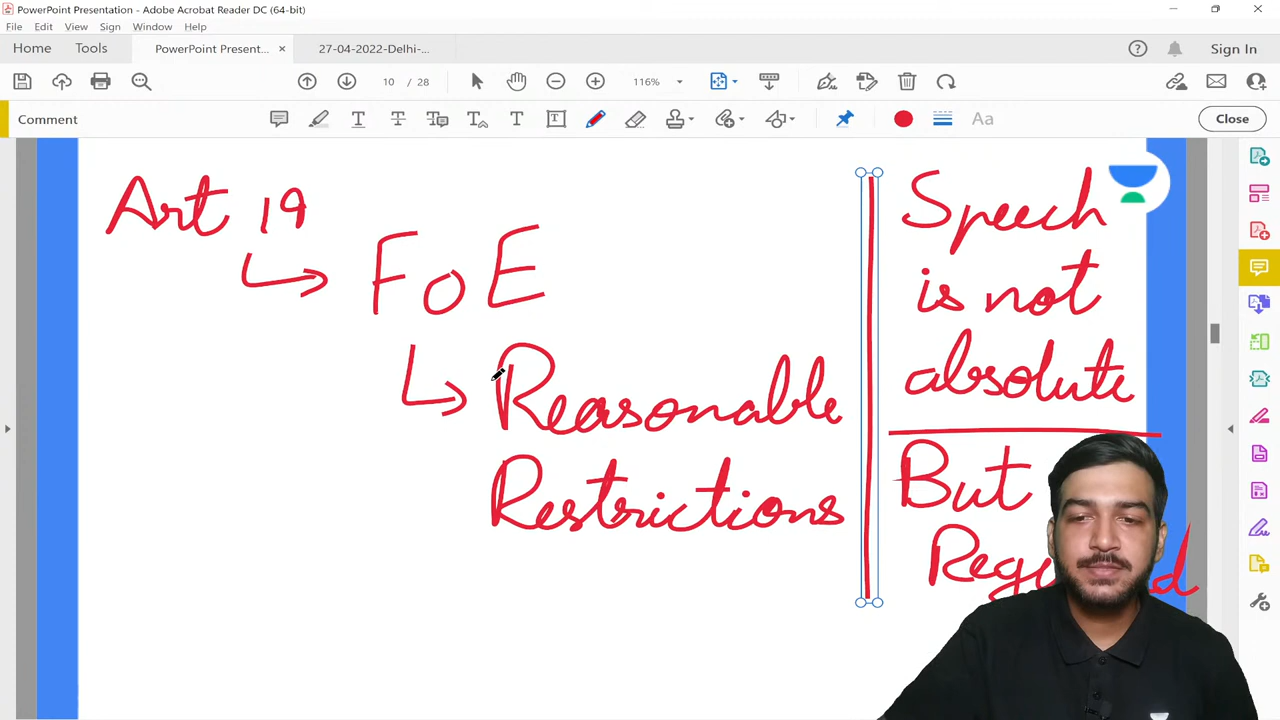 PowerPoint Presentation - Adobe Acrobat Reader DC (64-bit)
File Edit View Sign Window Help
Home Tools PowerPoint Present... × 27-04-2022-Delhi-... Sign In
10 / 28 116%
Comment Close
Art 19
↳ FoE
↳ Reasonable
Restrictions
Speech
is not
absolute
But